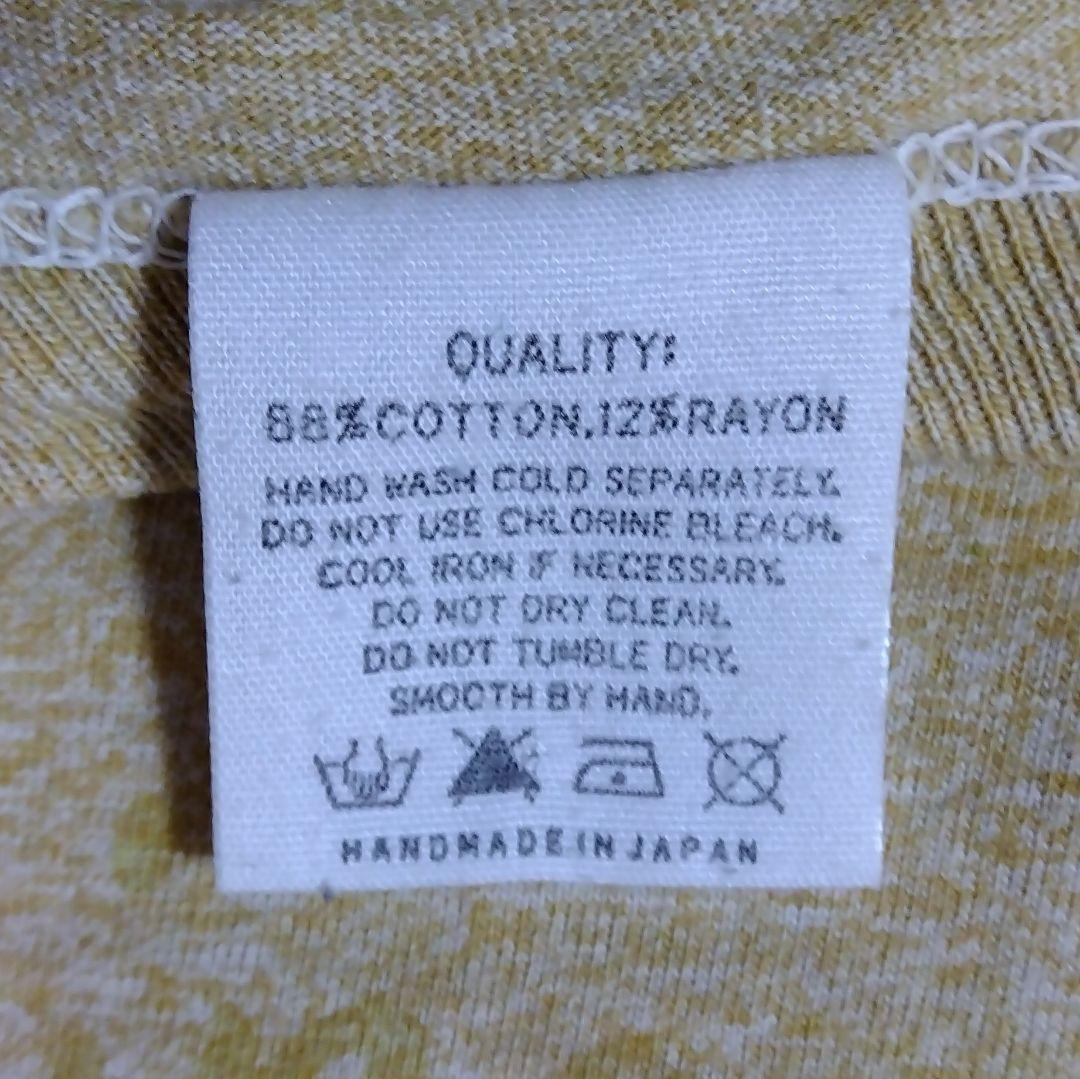 QUALITY:
88%COTTON,12%RAYON
HAND WASH COLD SEPARATELY.
DO NOT USE CHLORINE BLEACH.
COOL IRON IF NECESSARY.
DO NOT DRY CLEAN.
DO NOT TUMBLE DRY.
SMOOTH BY HAND.
HANDMADE IN JAPAN